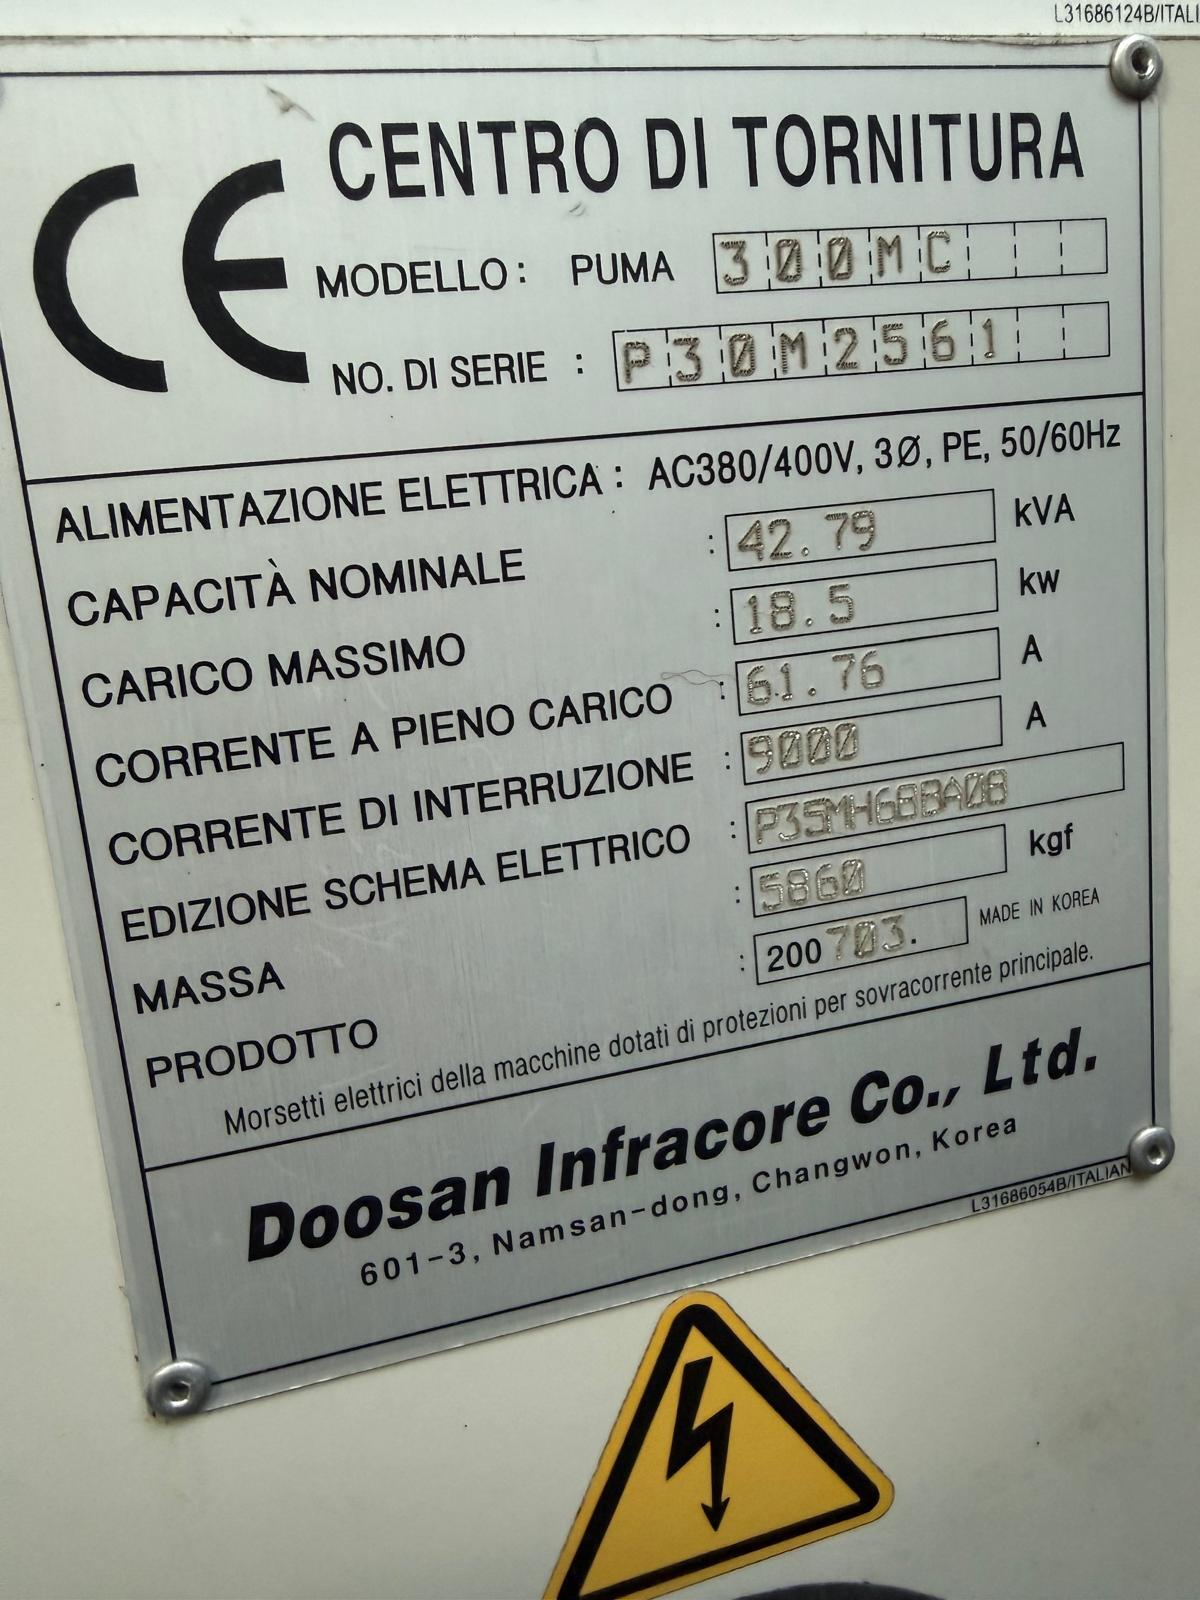 L31686124B/ITALI
CE
CENTRO DI TORNITURA
MODELLO: PUMA 300MC
NO. DI SERIE : P30M2561
ALIMENTAZIONE ELETTRICA : AC380/400V, 3Ø, PE, 50/60Hz
CAPACITÀ NOMINALE : 42.79 kVA
CARICO MASSIMO : 18.5 kw
CORRENTE A PIENO CARICO : 61.76 A
CORRENTE DI INTERRUZIONE : 9000 A
EDIZIONE SCHEMA ELETTRICO :
MASSA : 5860 kgf
PRODOTTO : 200703. MADE IN KOREA
Morsetti elettrici della macchine dotati di protezioni per sovracorrente principale.
Doosan Infracore Co., Ltd.
601-3, Namsan-dong, Changwon, Korea
L31686054B/ITALIAN